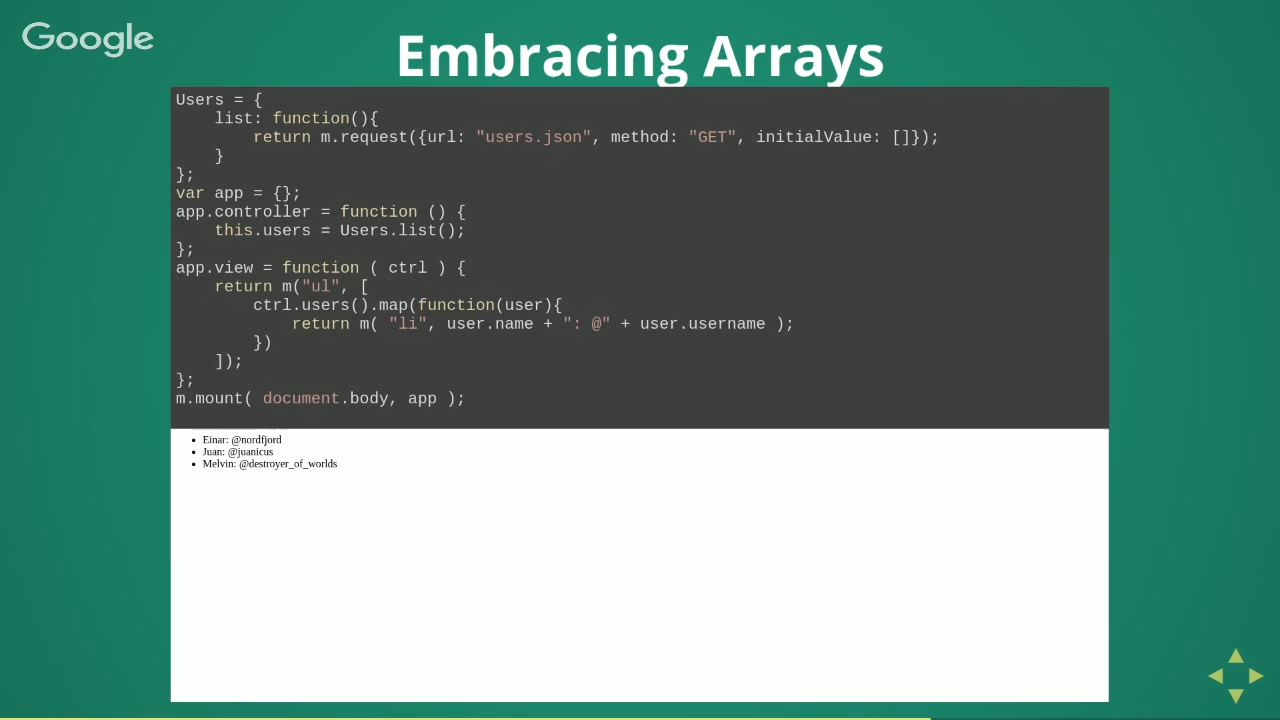 Google
Embracing Arrays
Users = {
    list: function(){
        return m.request({url: "users.json", method: "GET", initialValue: []});
    }
};
var app = {};
app.controller = function () {
    this.users = Users.list();
};
app.view = function ( ctrl ) {
    return m("ul", [
        ctrl.users().map(function(user){
            return m( "li", user.name + ": @" + user.username );
        })
    ]);
};
m.mount( document.body, app );
• Einar: @nordfjord
• Juan: @juanicus
• Melvin: @destroyer_of_worlds